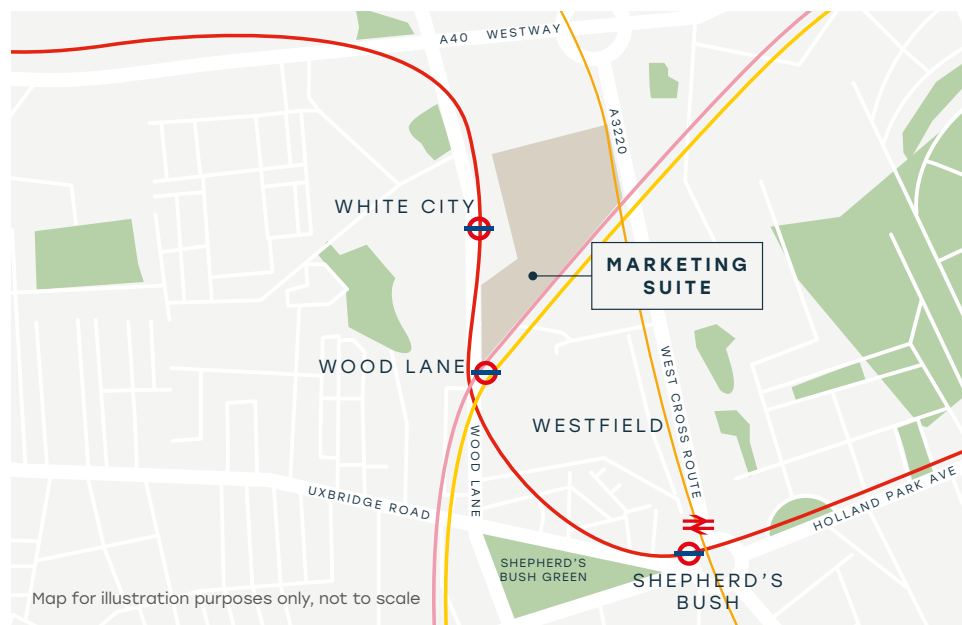 A40 WESTWAY
A3220
WHITE CITY
MARKETING
SUITE
WOOD LANE
WEST CROSS ROUTE
WESTFIELD
WOOD LANE
UXBRIDGE ROAD
HOLLAND PARK AVE
SHEPHERD’S
BUSH GREEN
SHEPHERD’S
BUSH
Map for illustration purposes only, not to scale